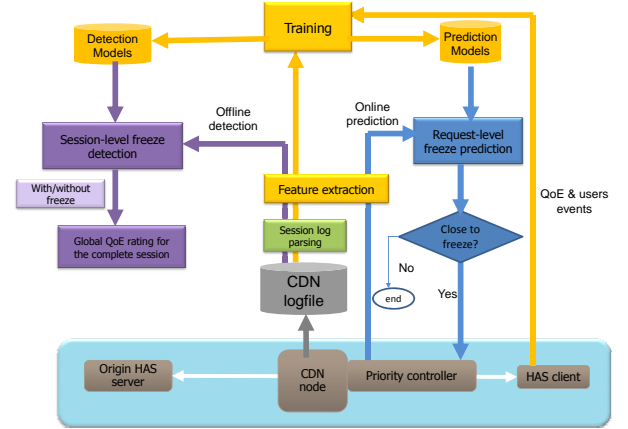 Training
Detection
Models
Prediction
Models
Offline
detection
Online
prediction
Session-level freeze
detection
Request-level
freeze prediction
With/without
freeze
Feature extraction
QoE & users
events
Global QoE rating for
the complete session
Session log
parsing
Close to
freeze?
No
Yes
end
CDN
logfile
Origin HAS
server
CDN
node
Priority controller
HAS client